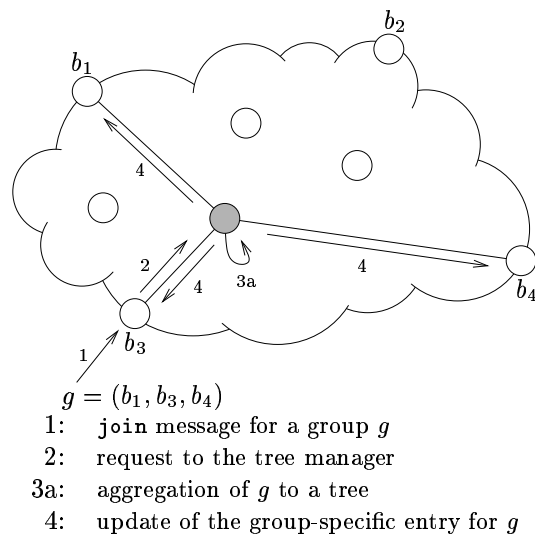 b2
b1
4
2
4
3a
4
b4
b3
1
g = (b1, b3, b4)
1: join message for a group g
2: request to the tree manager
3a: aggregation of g to a tree
4: update of the group-specific entry for g